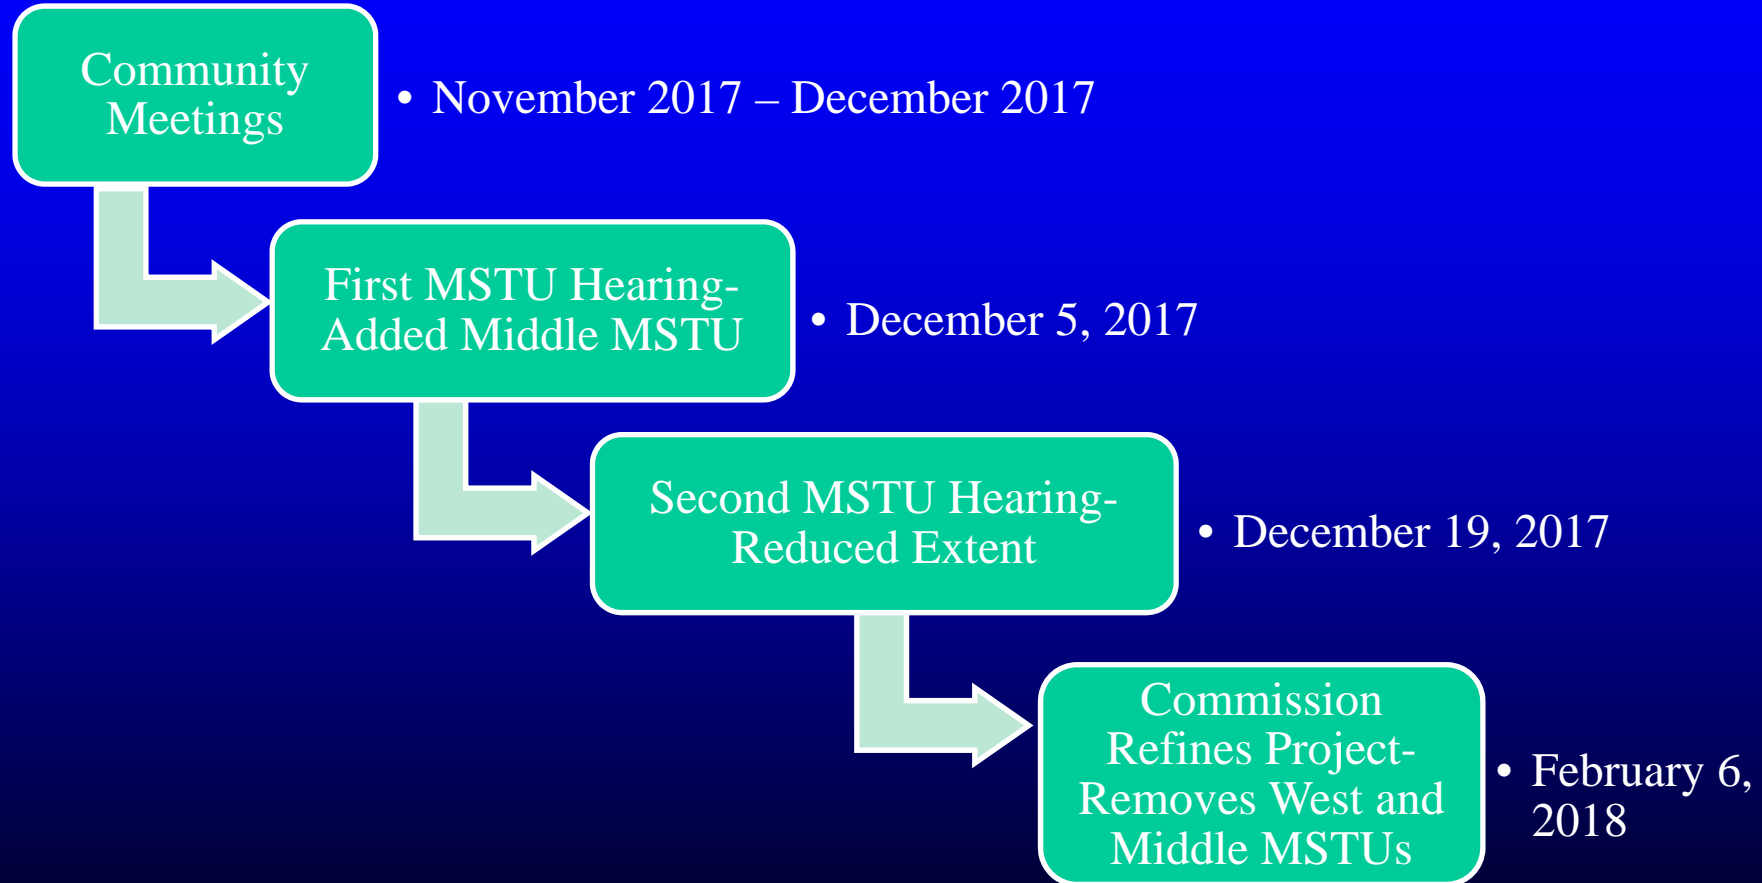 Community
Meetings
• November 2017 – December 2017
First MSTU Hearing-
Added Middle MSTU
• December 5, 2017
Second MSTU Hearing-
Reduced Extent
• December 19, 2017
Commission
Refines Project-
Removes West and
Middle MSTUs
• February 6,
2018